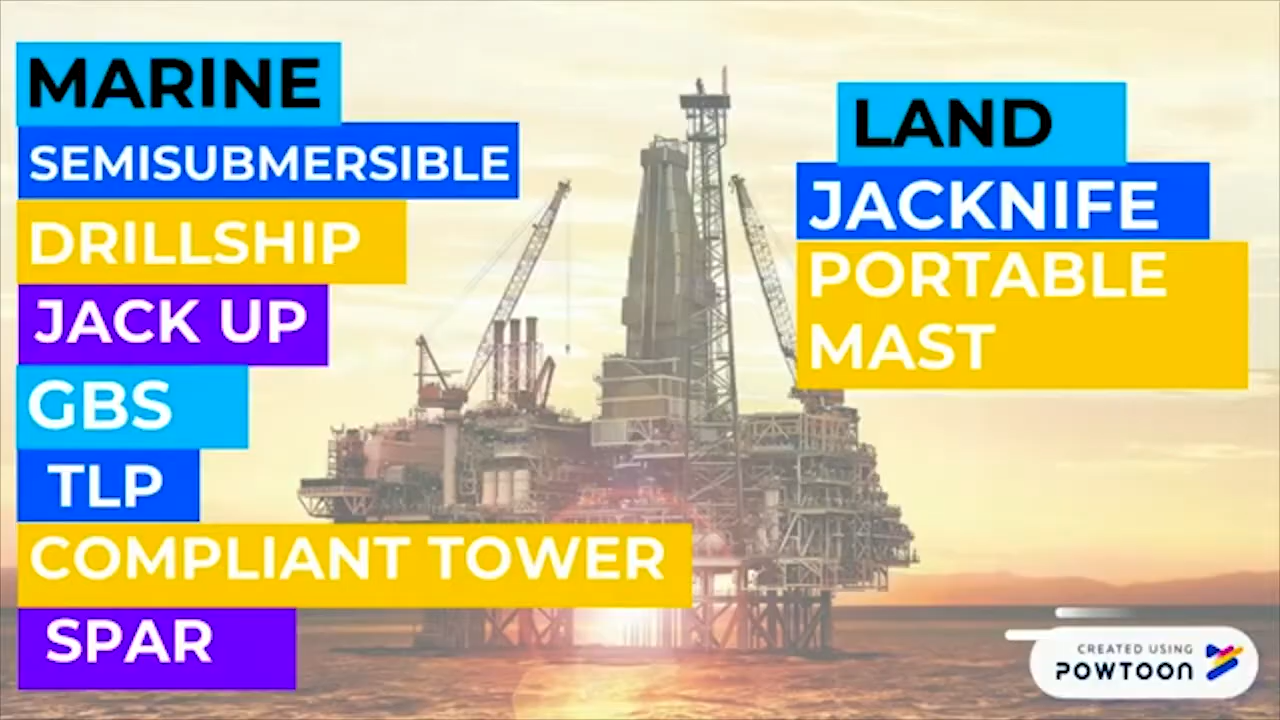 MARINE
SEMISUBMERSIBLE
DRILLSHIP
JACK UP
GBS
TLP
COMPLIANT TOWER
SPAR
LAND
JACKNIFE
PORTABLE
MAST
CREATED USING
POWTOON